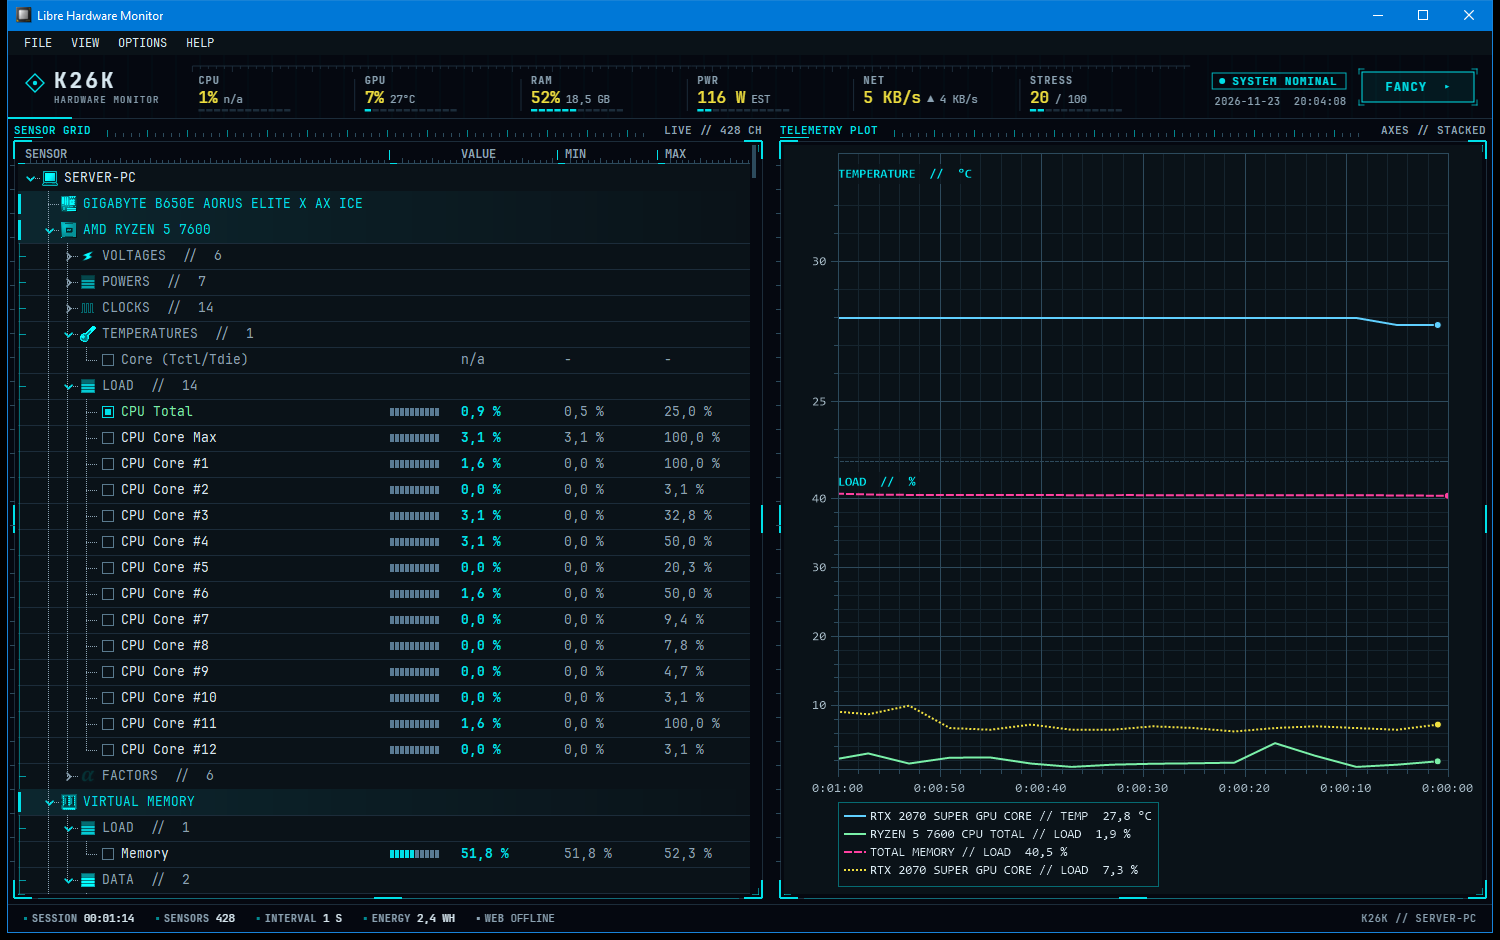 Libre Hardware Monitor
FILE VIEW OPTIONS HELP
K26K
HARDWARE MONITOR
CPU
1% n/a
GPU
7% 27°C
RAM
52% 18,5 GB
PWR
116 W EST
NET
5 KB/s ▲ 4 KB/s
STRESS
20 / 100
● SYSTEM NOMINAL
2026-11-23 20:04:08
FANCY ▸
SENSOR GRID LIVE // 428 CH
SENSOR VALUE MIN MAX
SERVER-PC
GIGABYTE B650E AORUS ELITE X AX ICE
AMD RYZEN 5 7600
VOLTAGES // 6
POWERS // 7
CLOCKS // 14
TEMPERATURES // 1
Core (Tctl/Tdie) n/a - -
LOAD // 14
CPU Total 0,9 % 0,5 % 25,0 %
CPU Core Max 3,1 % 3,1 % 100,0 %
CPU Core #1 1,6 % 0,0 % 100,0 %
CPU Core #2 0,0 % 0,0 % 3,1 %
CPU Core #3 3,1 % 0,0 % 32,8 %
CPU Core #4 3,1 % 0,0 % 50,0 %
CPU Core #5 0,0 % 0,0 % 20,3 %
CPU Core #6 1,6 % 0,0 % 50,0 %
CPU Core #7 0,0 % 0,0 % 9,4 %
CPU Core #8 0,0 % 0,0 % 7,8 %
CPU Core #9 0,0 % 0,0 % 4,7 %
CPU Core #10 0,0 % 0,0 % 3,1 %
CPU Core #11 1,6 % 0,0 % 100,0 %
CPU Core #12 0,0 % 0,0 % 3,1 %
α FACTORS // 6
VIRTUAL MEMORY
LOAD // 1
Memory 51,8 % 51,8 % 52,3 %
DATA // 2
TELEMETRY PLOT AXES // STACKED
TEMPERATURE // °C
30
25
LOAD // %
40
30
20
10
0:01:00 0:00:50 0:00:40 0:00:30 0:00:20 0:00:10 0:00:00
RTX 2070 SUPER GPU CORE // TEMP 27,8 °C
RYZEN 5 7600 CPU TOTAL // LOAD 1,9 %
TOTAL MEMORY // LOAD 40,5 %
RTX 2070 SUPER GPU CORE // LOAD 7,3 %
SESSION 00:01:14 SENSORS 428 INTERVAL 1 S ENERGY 2,4 WH WEB OFFLINE
K26K // SERVER-PC